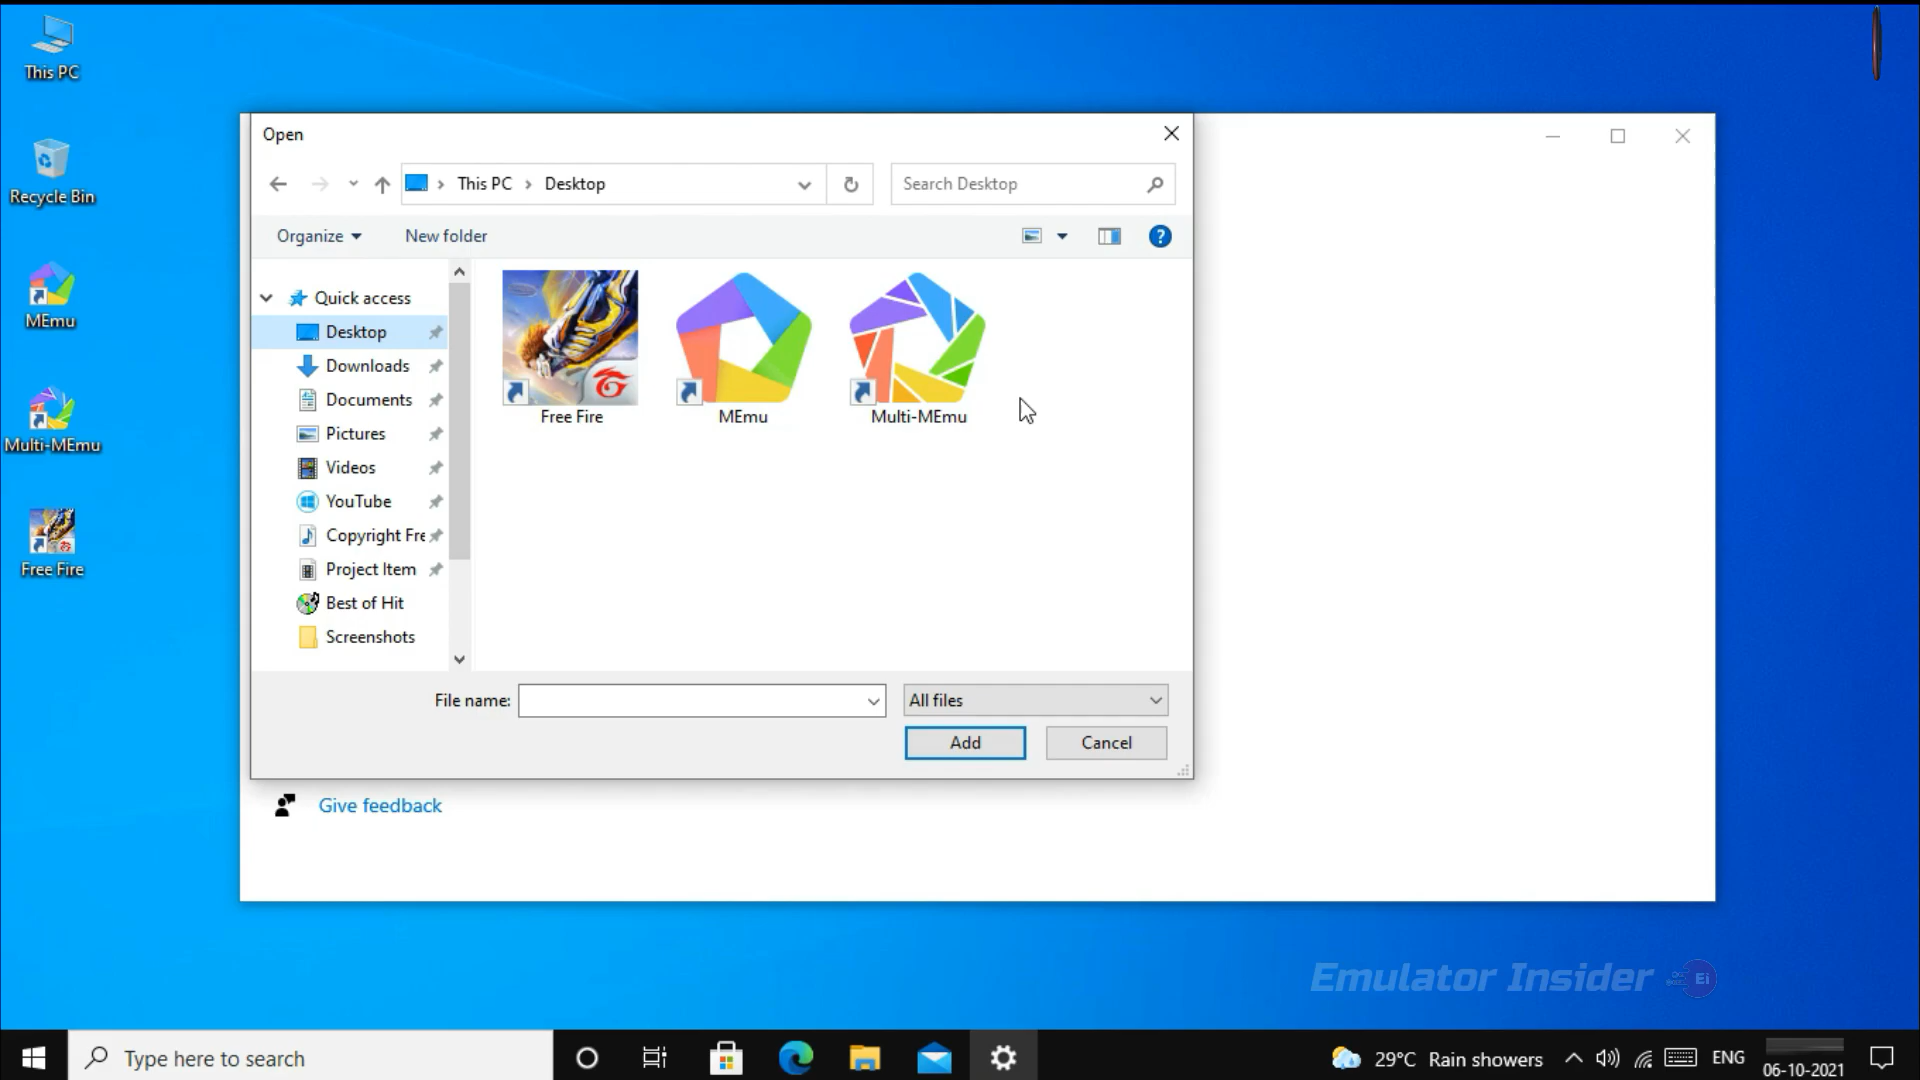 This PC
Recycle Bin
MEmu
Multi-MEmu
Free Fire
Open
This PC
Desktop
Search Desktop
Organize
New folder
Quick access
Desktop
Downloads
Documents
Pictures
Videos
YouTube
Copyright Fre
Project Item
Best of Hit
Screenshots
Free Fire
MEmu
Multi-MEmu
File name:
All files
Add
Cancel
Give feedback
Emulator Insider Ei
Type here to search
29°C Rain showers
ENG
06-10-2021